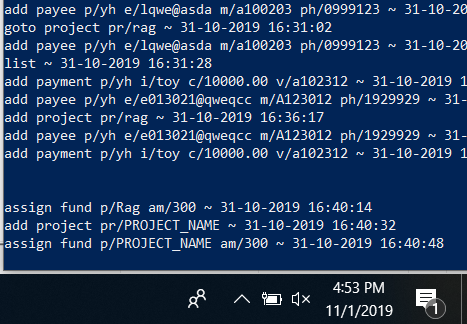 add payee p/yh e/lqwe@asda m/a100203 ph/0999123 ~ 31-10-20
goto project pr/rag ~ 31-10-2019 16:31:02
add payee p/yh e/lqwe@asda m/a100203 ph/0999123 ~ 31-10-20
list ~ 31-10-2019 16:31:28
add payment p/yh i/toy c/10000.00 v/a102312 ~ 31-10-2019 1
add payee p/yh e/e013021@qweqcc m/A123012 ph/1929929 ~ 31-
add project pr/rag ~ 31-10-2019 16:36:17
add payee p/yh e/e013021@qweqcc m/A123012 ph/1929929 ~ 31-
add payment p/yh i/toy c/10000.00 v/a102312 ~ 31-10-2019 1
assign fund p/Rag am/300 ~ 31-10-2019 16:40:14
add project pr/PROJECT_NAME ~ 31-10-2019 16:40:32
assign fund p/PROJECT_NAME am/300 ~ 31-10-2019 16:40:48
4:53 PM
11/1/2019
1